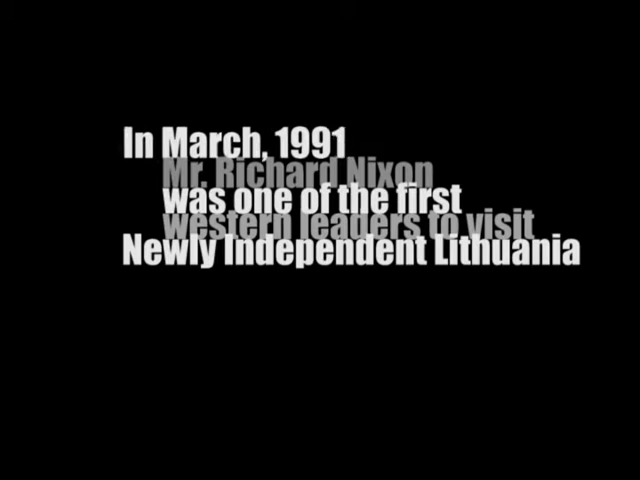 In March, 1991
Mr. Richard Nixon
was one of the first
western leaders to visit
Newly Independent Lithuania